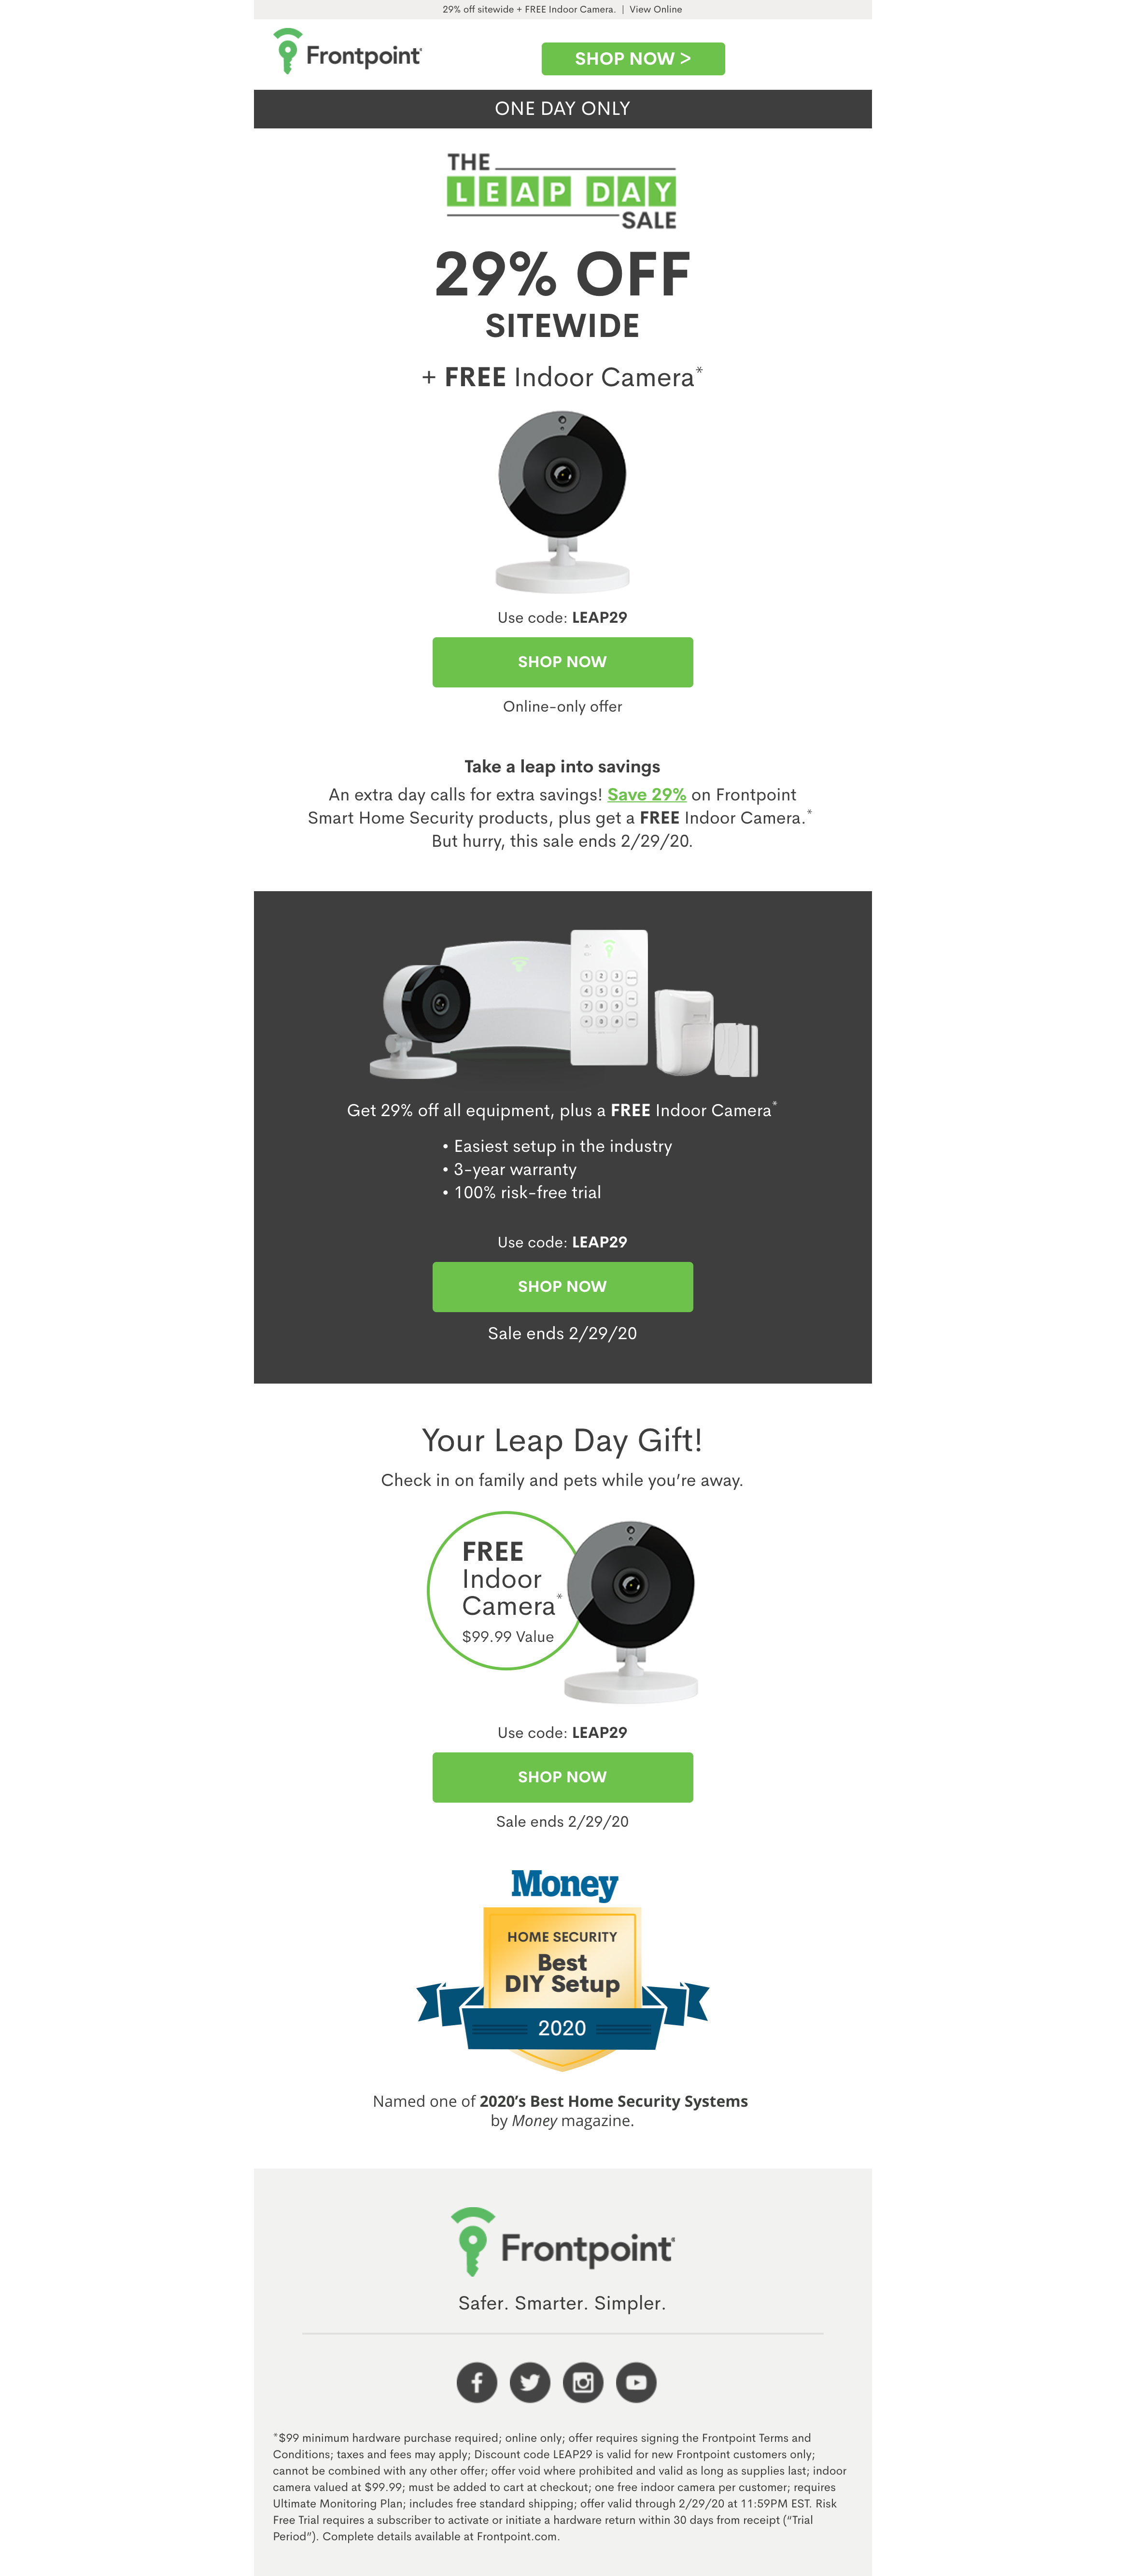 29% off sitewide + FREE Indoor Camera. | View Online
Frontpoint
SHOP NOW >
ONE DAY ONLY
THE
LEAP DAY
SALE
29% OFF
SITEWIDE
+ FREE Indoor Camera*
Use code: LEAP29
SHOP NOW
Online-only offer
Take a leap into savings
An extra day calls for extra savings! Save 29% on Frontpoint
Smart Home Security products, plus get a FREE Indoor Camera.*
But hurry, this sale ends 2/29/20.
1 2 3
4 5 6
7 8 9
* 0 #
Get 29% off all equipment, plus a FREE Indoor Camera*
• Easiest setup in the industry
• 3-year warranty
• 100% risk-free trial
Use code: LEAP29
SHOP NOW
Sale ends 2/29/20
Your Leap Day Gift!
Check in on family and pets while you’re away.
FREE
Indoor
Camera*
$99.99 Value
Use code: LEAP29
SHOP NOW
Sale ends 2/29/20
Money
HOME SECURITY
Best
DIY Setup
2020
Named one of 2020’s Best Home Security Systems
by Money magazine.
Frontpoint
Safer. Smarter. Simpler.
*$99 minimum hardware purchase required; online only; offer requires signing the Frontpoint Terms and
Conditions; taxes and fees may apply; Discount code LEAP29 is valid for new Frontpoint customers only;
cannot be combined with any other offer; offer void where prohibited and valid as long as supplies last; indoor
camera valued at $99.99; must be added to cart at checkout; one free indoor camera per customer; requires
Ultimate Monitoring Plan; includes free standard shipping; offer valid through 2/29/20 at 11:59PM EST. Risk
Free Trial requires a subscriber to activate or initiate a hardware return within 30 days from receipt (“Trial
Period”). Complete details available at Frontpoint.com.